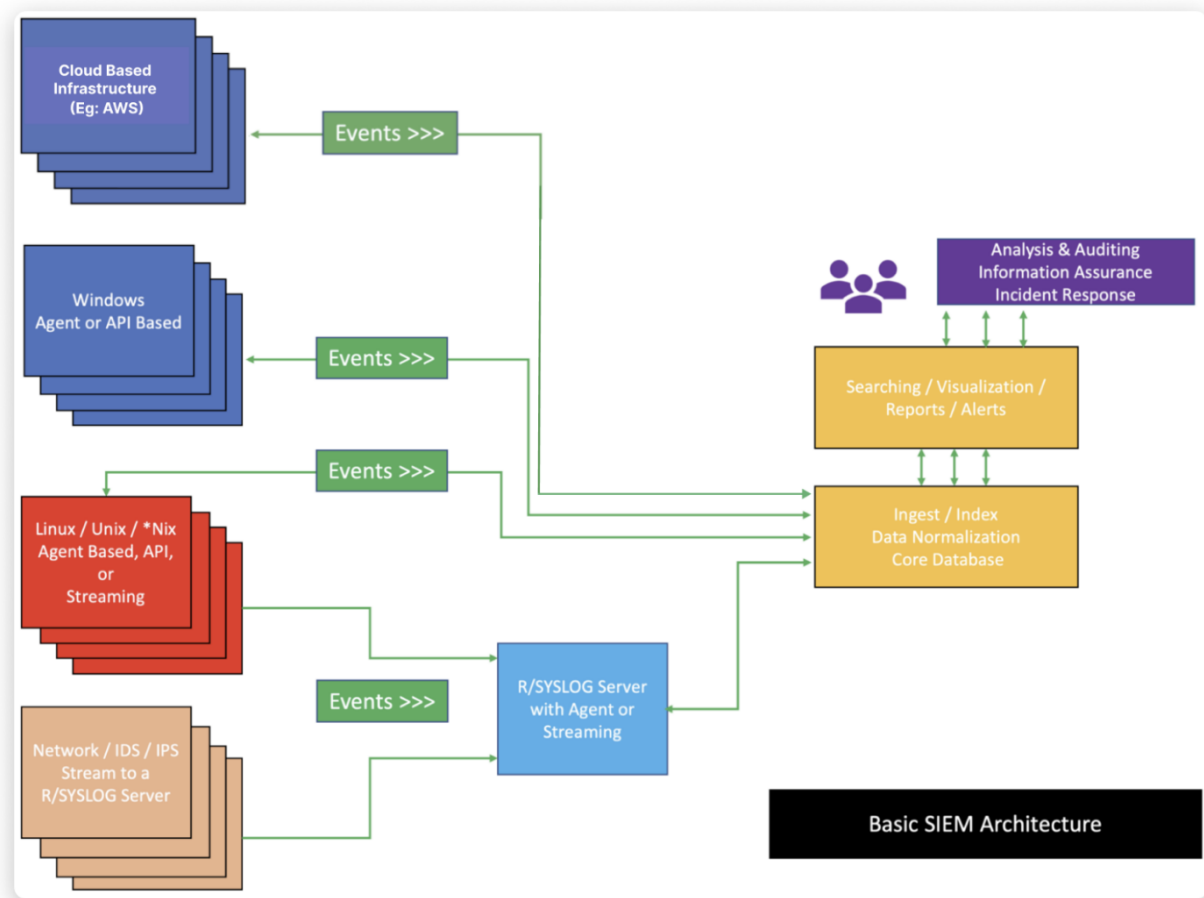 Cloud Based
Infrastructure
(Eg: AWS)
Events >>>
Windows
Agent or API Based
Events >>>
Analysis & Auditing
Information Assurance
Incident Response
Searching / Visualization /
Reports / Alerts
Events >>>
Ingest / Index
Data Normalization
Core Database
Linux / Unix / *Nix
Agent Based, API,
or
Streaming
Events >>>
R/SYSLOG Server
with Agent or
Streaming
Network / IDS / IPS
Stream to a
R/SYSLOG Server
Basic SIEM Architecture